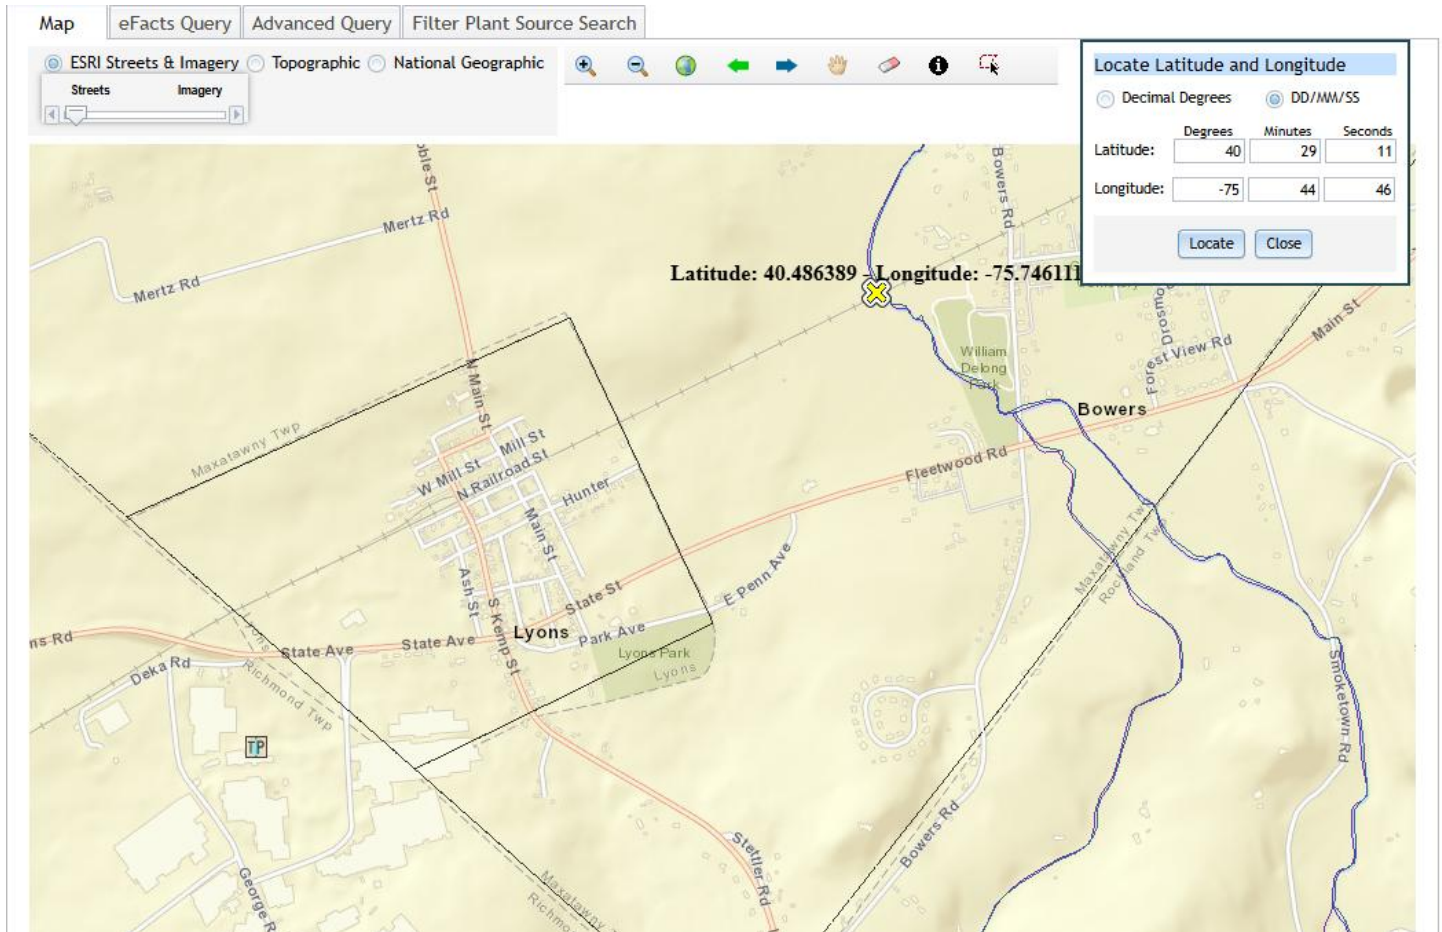 Map eFacts Query Advanced Query Filter Plant Source Search
ESRI Streets & Imagery Topographic National Geographic
Streets Imagery
Locate Latitude and Longitude
Decimal Degrees DD/MM/SS
Degrees Minutes Seconds
Latitude: 40 29 11
Longitude: -75 44 46
Locate Close
Bowers Rd
Mertz Rd
Mertz Rd
Latitude: 40.486389 - Longitude: -75.746111
Main St
Forest View Rd
William
Delong
Park
N Main St
Bowers
Maxatawny Twp
Mill St
W Mill St
N Railroad St
Hunter
Fleetwood Rd
Main St
Maxatawny Twp
Rockland Twp
Ash St
S Kemp St
State St
E Penn Ave
Lyons
Park Ave
ns Rd
State Ave
State Ave
Lyons Park
Lyons
Deka Rd
Lyons
Richmond Twp
TP
Smoketown Rd
Bowers Rd
Stettler Rd
George R
Maxatawny
Richmo